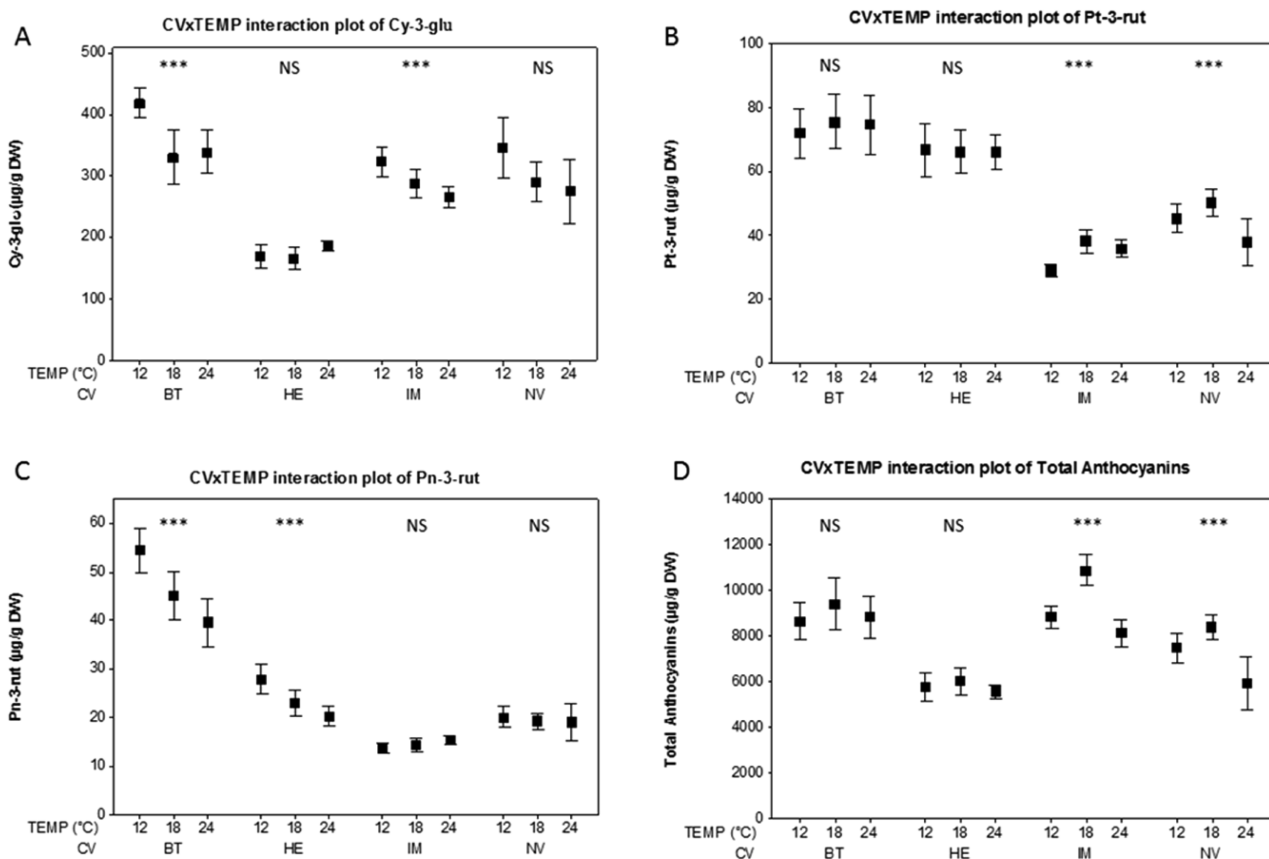 A
CVxTEMP interaction plot of Cy-3-glu
Cy-3-glu(µg/g DW)
500
400
300
200
100
0
*** NS *** NS
TEMP (°C) 12 18 24 12 18 24 12 18 24 12 18 24
CV BT HE IM NV
B
CVxTEMP interaction plot of Pt-3-rut
Pt-3-rut (µg/g DW)
100
80
60
40
20
0
NS NS *** ***
TEMP (°C) 12 18 24 12 18 24 12 18 24 12 18 24
CV BT HE IM NV
C
CVxTEMP interaction plot of Pn-3-rut
Pn-3-rut (µg/g DW)
60
50
40
30
20
10
0
*** *** NS NS
TEMP (°C) 12 18 24 12 18 24 12 18 24 12 18 24
CV BT HE IM NV
D
CVxTEMP interaction plot of Total Anthocyanins
Total Anthocyanins (µg/g DW)
14000
12000
10000
8000
6000
4000
2000
0
NS NS *** ***
TEMP (°C) 12 18 24 12 18 24 12 18 24 12 18 24
CV BT HE IM NV